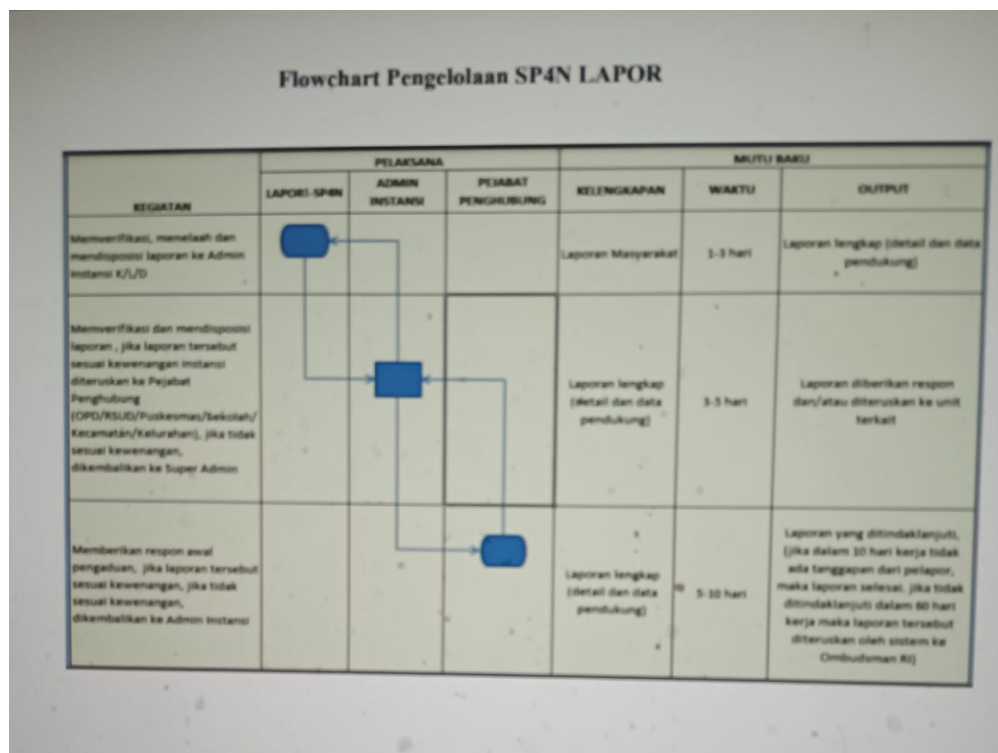 Flowchart Pengelolaan SP4N LAPOR
KEGIATAN
PELAKSANA
MUTU BAKU
LAPOR!-SP4N
ADMIN
INSTANSI
PEJABAT
PENGHUBUNG
KELENGKAPAN
WAKTU
OUTPUT
Memverifikasi, menelaah dan
mendisposisi laporan ke Admin
Instansi K/L/D
Laporan Masyarakat
1-3 hari
Laporan lengkap (detail dan data
pendukung)
Memverifikasi dan mendisposisi
laporan , jika laporan tersebut
sesuai kewenangan instansi
diteruskan ke Pejabat
Penghubung
(OPD/RSUD/Puskesmas/Sekolah/
Kecamatan/Kelurahan), jika tidak
sesuai kewenangan,
dikembalikan ke Super Admin
Laporan lengkap
(detail dan data
pendukung)
hari
Laporan diberikan respon
dan/atau diteruskan ke unit
terkait
Memberikan respon awal
pengaduan, jika laporan tersebut
sesuai kewenangan, jika tidak
sesuai kewenangan,
dikembalikan ke Admin Instansi
Laporan lengkap
(detail dan data
pendukung)
5-10 hari
Laporan yang ditindaklanjuti,
(jika dalam 10 hari kerja tidak
ada tanggapan dari pelapor,
maka laporan selesai. jika tidak
ditindaklanjuti dalam 60 hari
kerja maka laporan tersebut
diteruskan oleh sistem ke
Ombudsman RI)